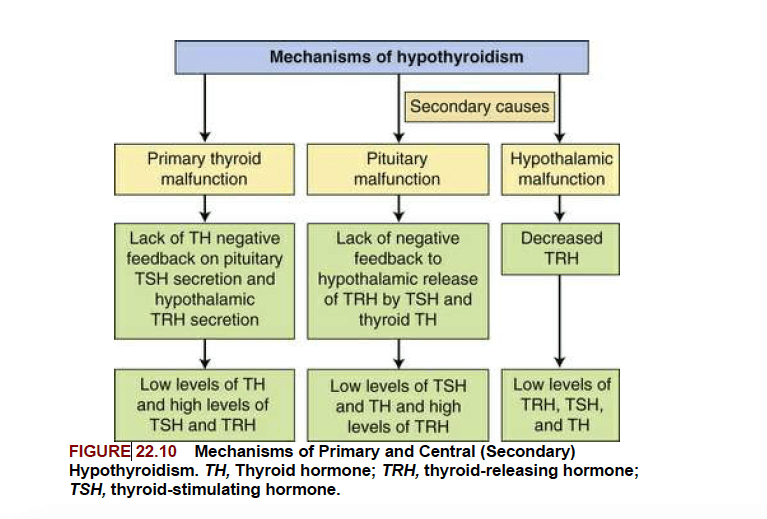 Mechanisms of hypothyroidism
Secondary causes
Primary thyroid
malfunction
Pituitary
malfunction
Hypothalamic
malfunction
Lack of TH negative
feedback on pituitary
TSH secretion and
hypothalamic
TRH secretion
Lack of negative
feedback to
hypothalamic release
of TRH by TSH and
thyroid TH
Decreased
TRH
Low levels of TH
and high levels of
TSH and TRH
Low levels of TSH
and TH and high
levels of TRH
Low levels of
TRH, TSH,
and TH
FIGURE 22.10 Mechanisms of Primary and Central (Secondary)
Hypothyroidism. TH, Thyroid hormone; TRH, thyroid-releasing hormone;
TSH, thyroid-stimulating hormone.